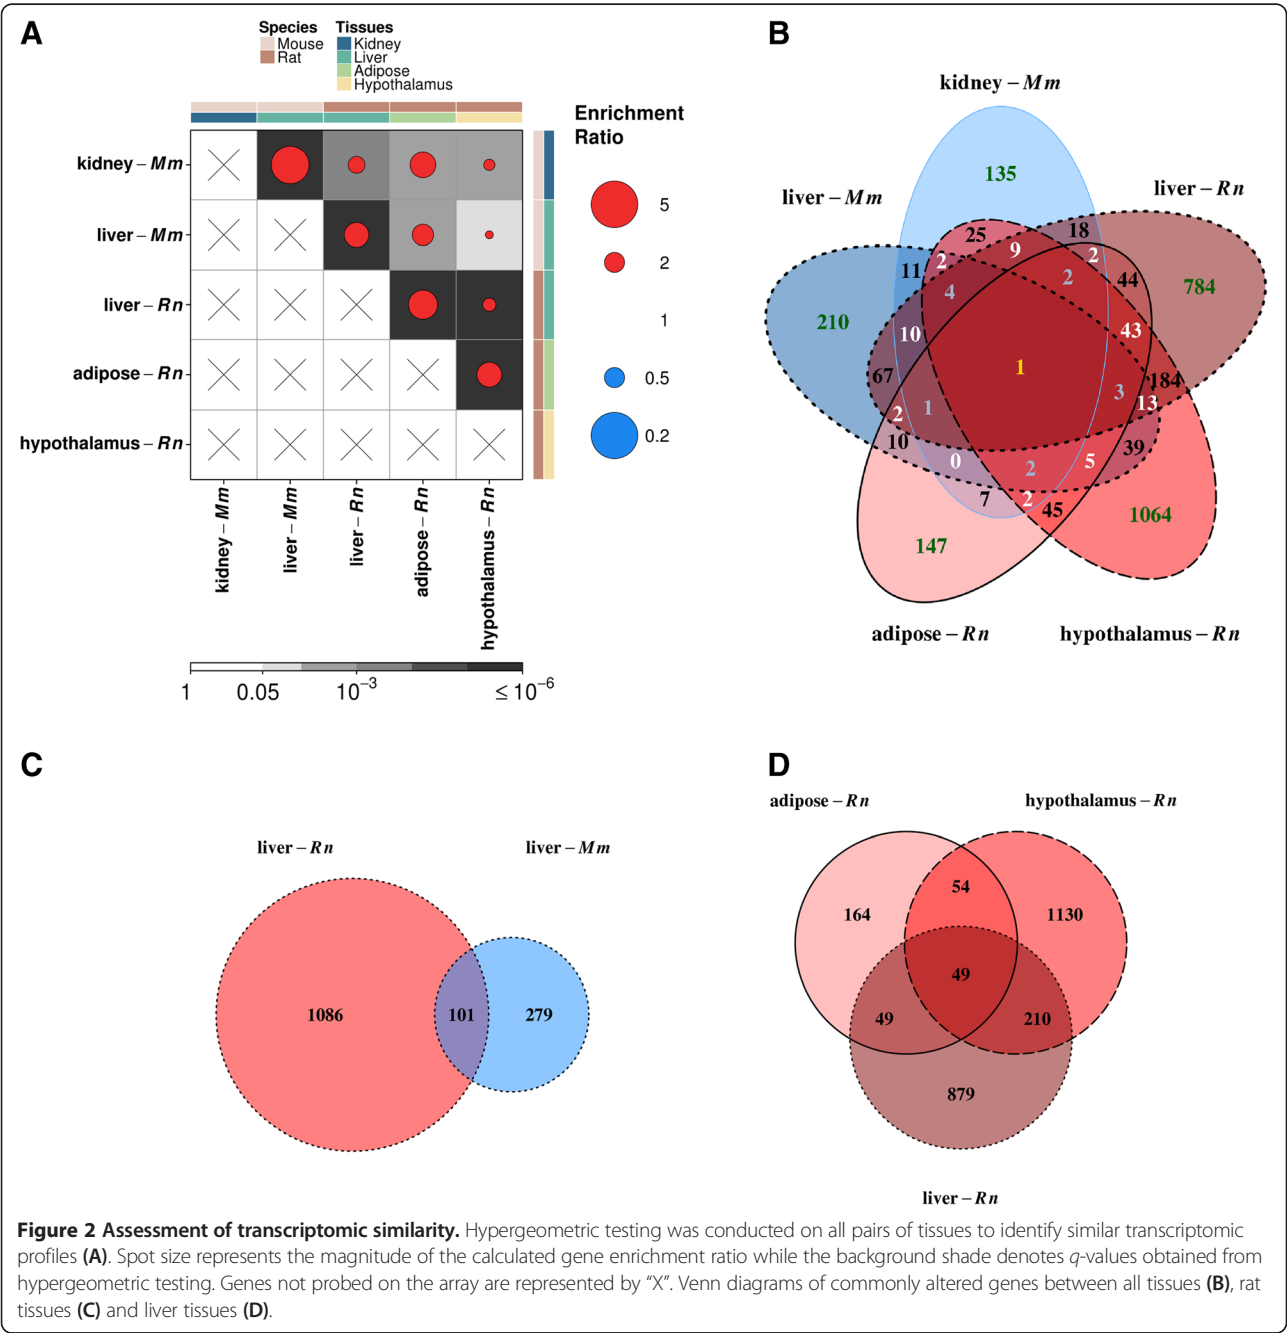 A
Species
Mouse
Rat
Tissues
Kidney
Liver
Adipose
Hypothalamus
kidney – Mm
liver – Mm
liver – Rn
adipose – Rn
hypothalamus – Rn
kidney – Mm
liver – Mm
liver – Rn
adipose – Rn
hypothalamus – Rn
Enrichment
Ratio
5
2
1
0.5
0.2
1 0.05 10⁻³ ≤ 10⁻⁶
B
kidney – Mm
liver – Mm
liver – Rn
135
25
9
18
2
2
11
4
2
44
784
210
10
43
1
67
184
3
13
2
1
10
39
0
2
5
7
2
45
1064
147
adipose – Rn
hypothalamus – Rn
C
liver – Rn
liver – Mm
1086
101
279
D
adipose – Rn
hypothalamus – Rn
54
164
1130
49
49
210
879
liver – Rn
Figure 2 Assessment of transcriptomic similarity. Hypergeometric testing was conducted on all pairs of tissues to identify similar transcriptomic
profiles (A). Spot size represents the magnitude of the calculated gene enrichment ratio while the background shade denotes q-values obtained from
hypergeometric testing. Genes not probed on the array are represented by “X”. Venn diagrams of commonly altered genes between all tissues (B), rat
tissues (C) and liver tissues (D).